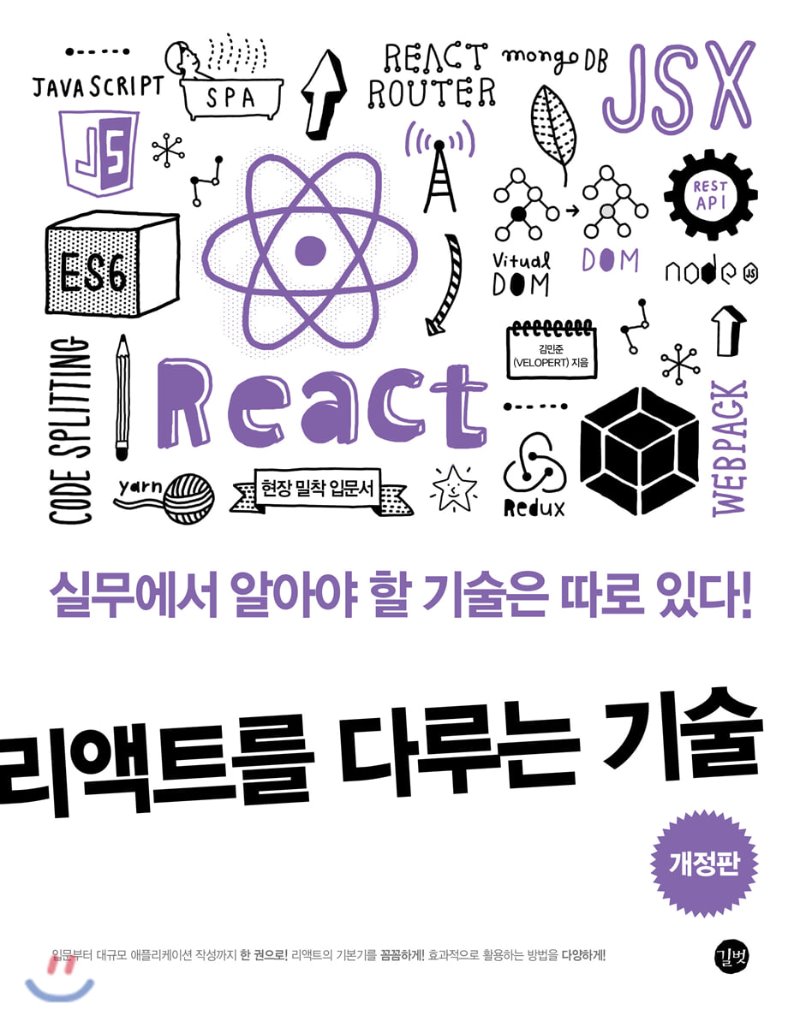 JAVASCRIPT
JS
SPA
REACT
ROUTER
mongoDB
JSX
REST
API
ES6
Vitual
DOM
DOM
node JS
김민준
(VELOPERT) 지음
CODE SPLITTING
React
WEBPACK
yarn
현장 밀착 입문서
Redux
실무에서 알아야 할 기술은 따로 있다!
리액트를 다루는 기술
개정판
입문부터 대규모 애플리케이션 작성까지 한 권으로! 리액트의 기본기를 꼼꼼하게! 효과적으로 활용하는 방법을 다양하게!
길벗